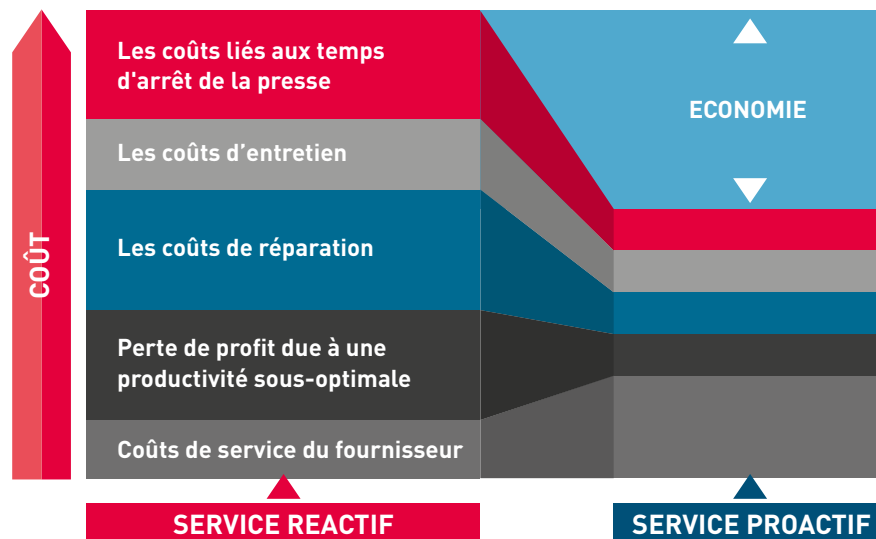 COÛT
Les coûts liés aux temps
d'arrêt de la presse
Les coûts d’entretien
Les coûts de réparation
Perte de profit due à une
productivité sous-optimale
Coûts de service du fournisseur
ECONOMIE
SERVICE REACTIF
SERVICE PROACTIF